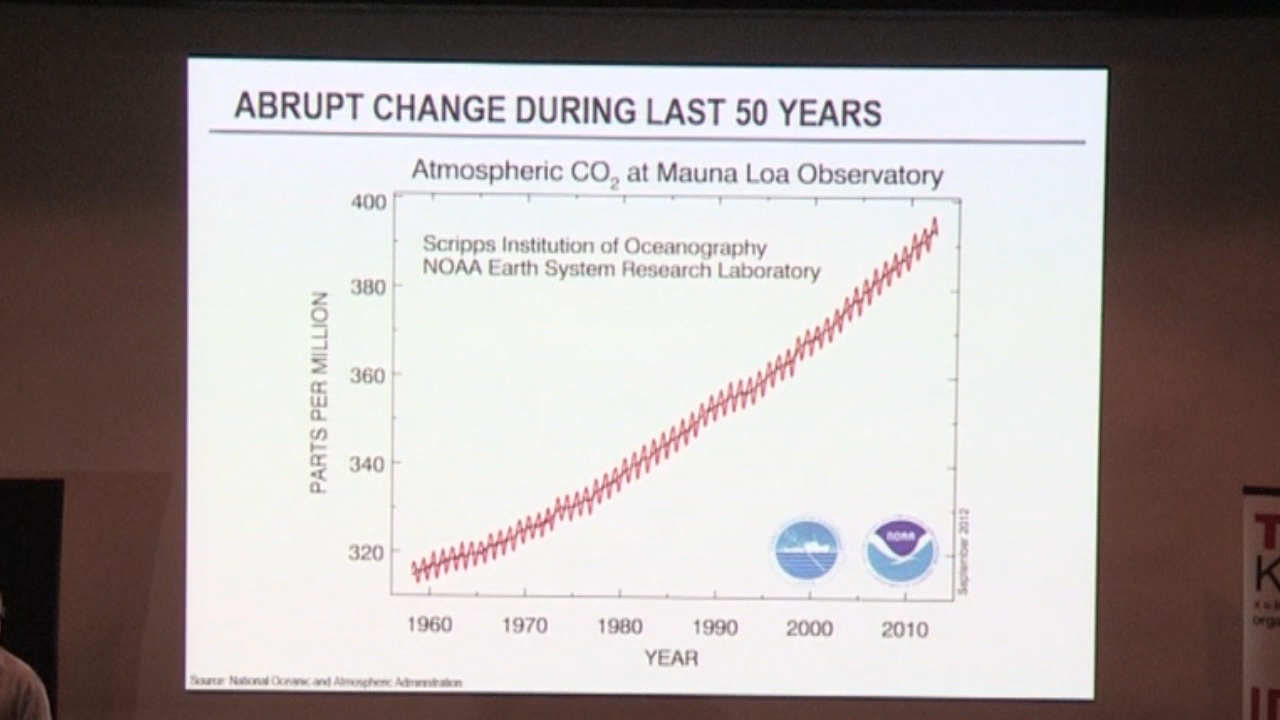 ABRUPT CHANGE DURING LAST 50 YEARS
Atmospheric CO₂ at Mauna Loa Observatory
400
Scripps Institution of Oceanography
NOAA Earth System Research Laboratory
380
PARTS PER MILLION
360
340
320
NOAA
September 2012
1960 1970 1980 1990 2000 2010
YEAR
Source: National Oceanic and Atmospheric Administration
T
K
x = i
orga